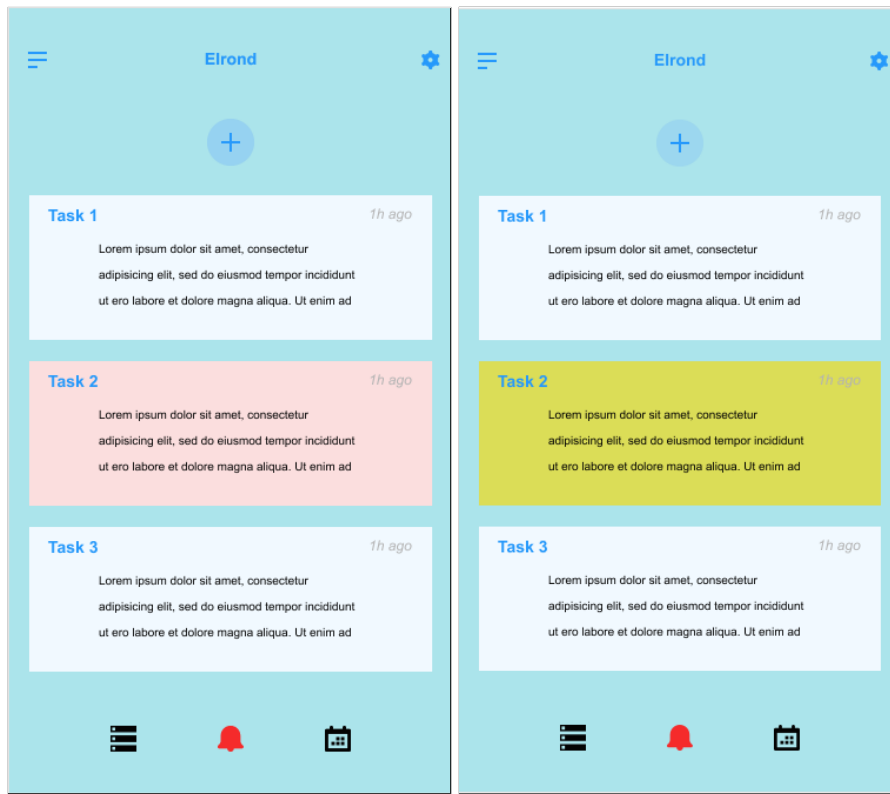 Elrond
Task 1
1h ago
Lorem ipsum dolor sit amet, consectetur
adipisicing elit, sed do eiusmod tempor incididunt
ut ero labore et dolore magna aliqua. Ut enim ad
Task 2
1h ago
Lorem ipsum dolor sit amet, consectetur
adipisicing elit, sed do eiusmod tempor incididunt
ut ero labore et dolore magna aliqua. Ut enim ad
Task 3
1h ago
Lorem ipsum dolor sit amet, consectetur
adipisicing elit, sed do eiusmod tempor incididunt
ut ero labore et dolore magna aliqua. Ut enim ad
Elrond
Task 1
1h ago
Lorem ipsum dolor sit amet, consectetur
adipisicing elit, sed do eiusmod tempor incididunt
ut ero labore et dolore magna aliqua. Ut enim ad
Task 2
1h ago
Lorem ipsum dolor sit amet, consectetur
adipisicing elit, sed do eiusmod tempor incididunt
ut ero labore et dolore magna aliqua. Ut enim ad
Task 3
1h ago
Lorem ipsum dolor sit amet, consectetur
adipisicing elit, sed do eiusmod tempor incididunt
ut ero labore et dolore magna aliqua. Ut enim ad